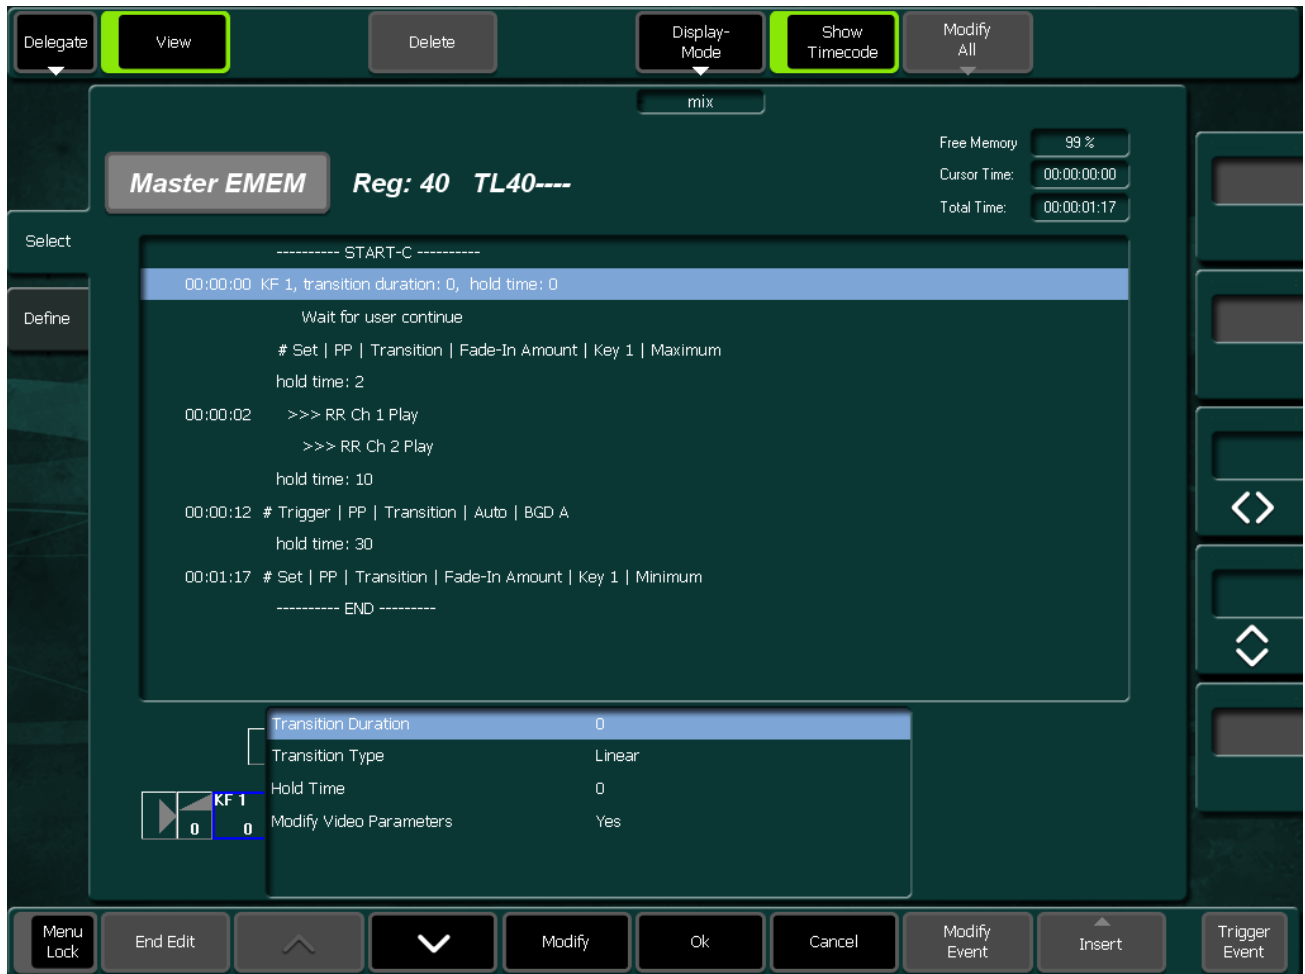 Delegate
View
Delete
Display-
Mode
Show
Timecode
Modify
All
mix
Free Memory 99 %
Master EMEM Reg: 40 TL40----
Cursor Time: 00:00:00:00
Total Time: 00:00:01:17
Select
Define
---------- START-C ----------
00:00:00 KF 1, transition duration: 0, hold time: 0
Wait for user continue
# Set | PP | Transition | Fade-In Amount | Key 1 | Maximum
hold time: 2
00:00:02 >>> RR Ch 1 Play
>>> RR Ch 2 Play
hold time: 10
00:00:12 # Trigger | PP | Transition | Auto | BGD A
hold time: 30
00:01:17 # Set | PP | Transition | Fade-In Amount | Key 1 | Minimum
---------- END ---------
Transition Duration 0
Transition Type Linear
Hold Time 0
Modify Video Parameters Yes
KF 1
0 0
Menu
Lock
End Edit
Modify
Ok
Cancel
Modify
Event
Insert
Trigger
Event